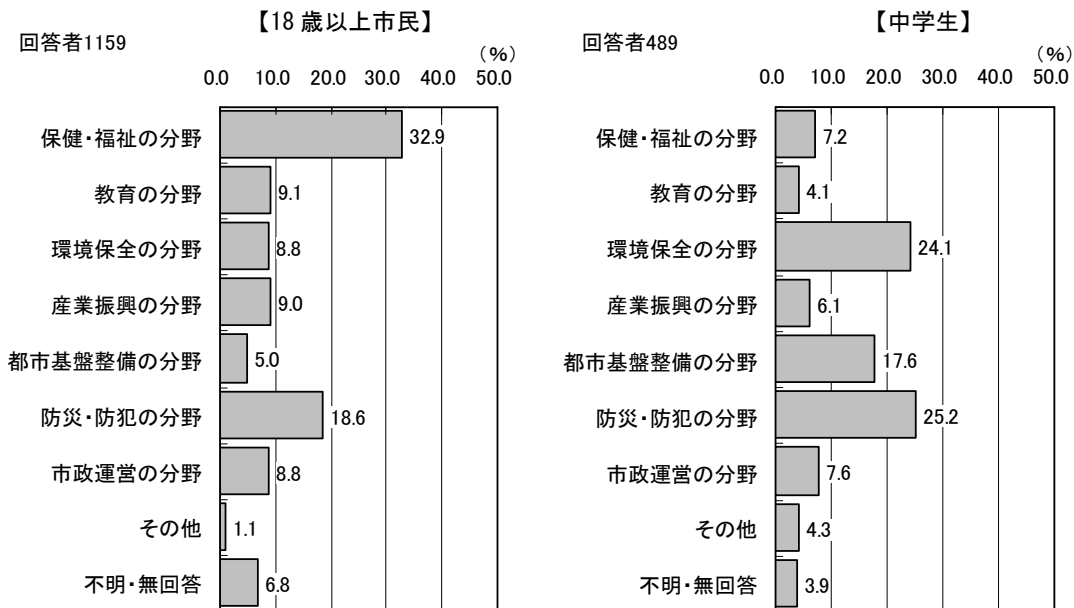 【18歳以上市民】
回答者1159
(%)
0.0 10.0 20.0 30.0 40.0 50.0
保健・福祉の分野 32.9
教育の分野 9.1
環境保全の分野 8.8
産業振興の分野 9.0
都市基盤整備の分野 5.0
防災・防犯の分野 18.6
市政運営の分野 8.8
その他 1.1
不明・無回答 6.8
【中学生】
回答者489
(%)
0.0 10.0 20.0 30.0 40.0 50.0
保健・福祉の分野 7.2
教育の分野 4.1
環境保全の分野 24.1
産業振興の分野 6.1
都市基盤整備の分野 17.6
防災・防犯の分野 25.2
市政運営の分野 7.6
その他 4.3
不明・無回答 3.9